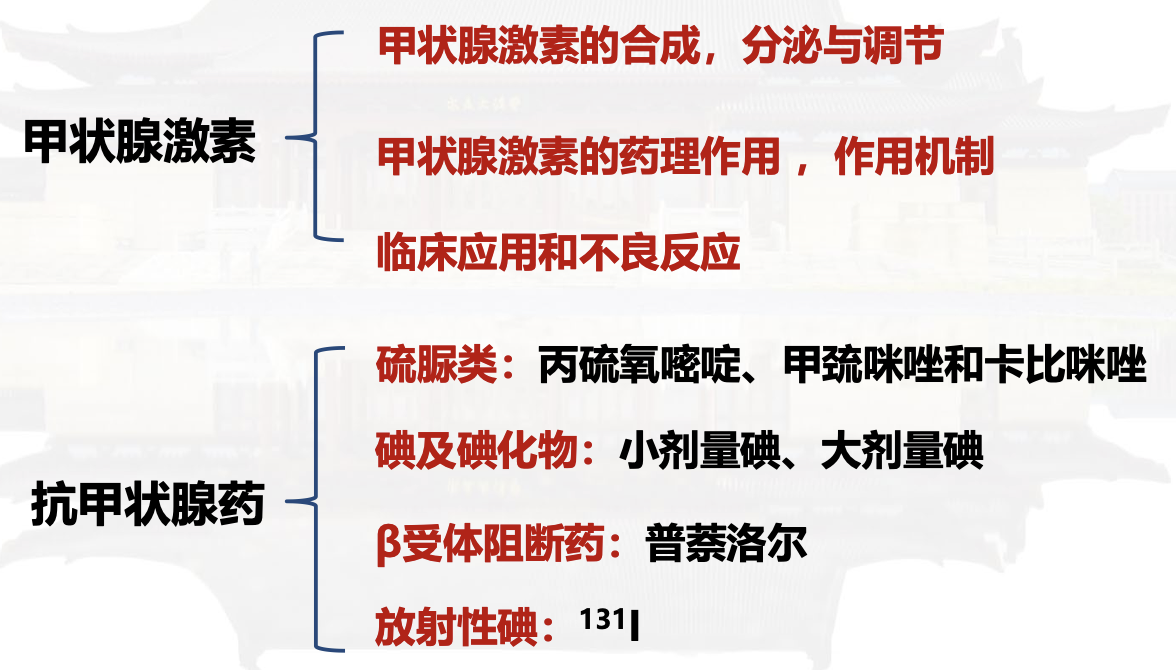 甲状腺激素
甲状腺激素的合成，分泌与调节
甲状腺激素的药理作用 ，作用机制
临床应用和不良反应
抗甲状腺药
硫脲类：丙硫氧嘧啶、甲巯咪唑和卡比咪唑
碘及碘化物：小剂量碘、大剂量碘
β受体阻断药：普萘洛尔
放射性碘：¹³¹I